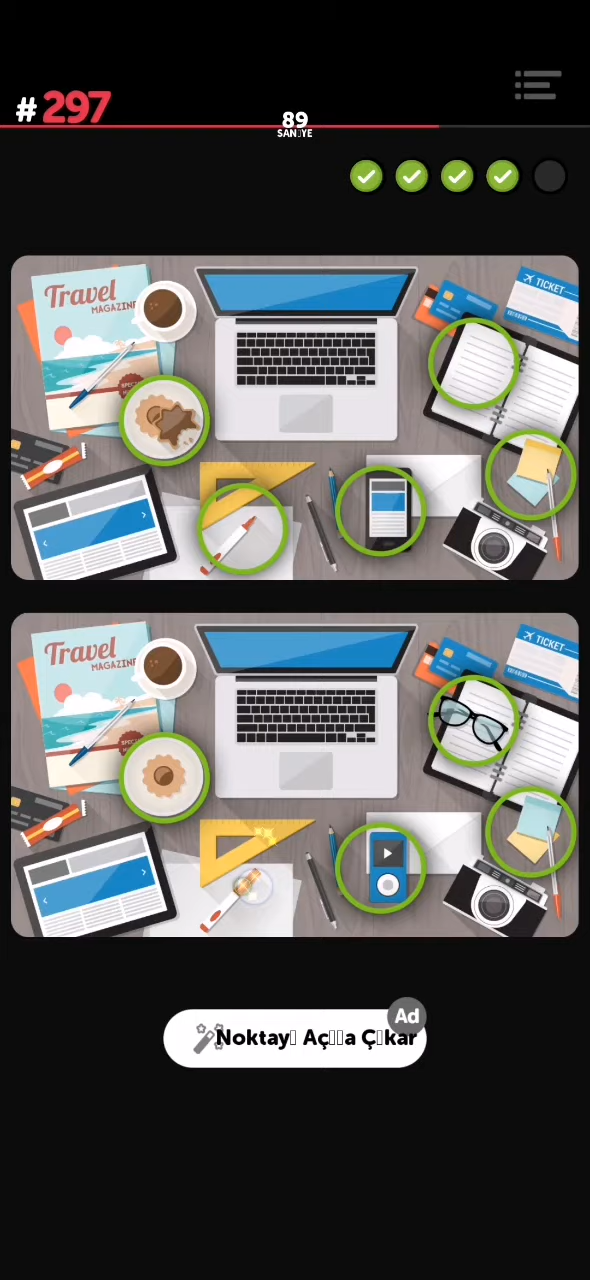 #297
89
SAN▯YE
Travel
MAGAZINE
TICKET
Travel
MAGAZINE
TICKET
Ad
Noktay▯ Aç▯▯a Ç▯kar